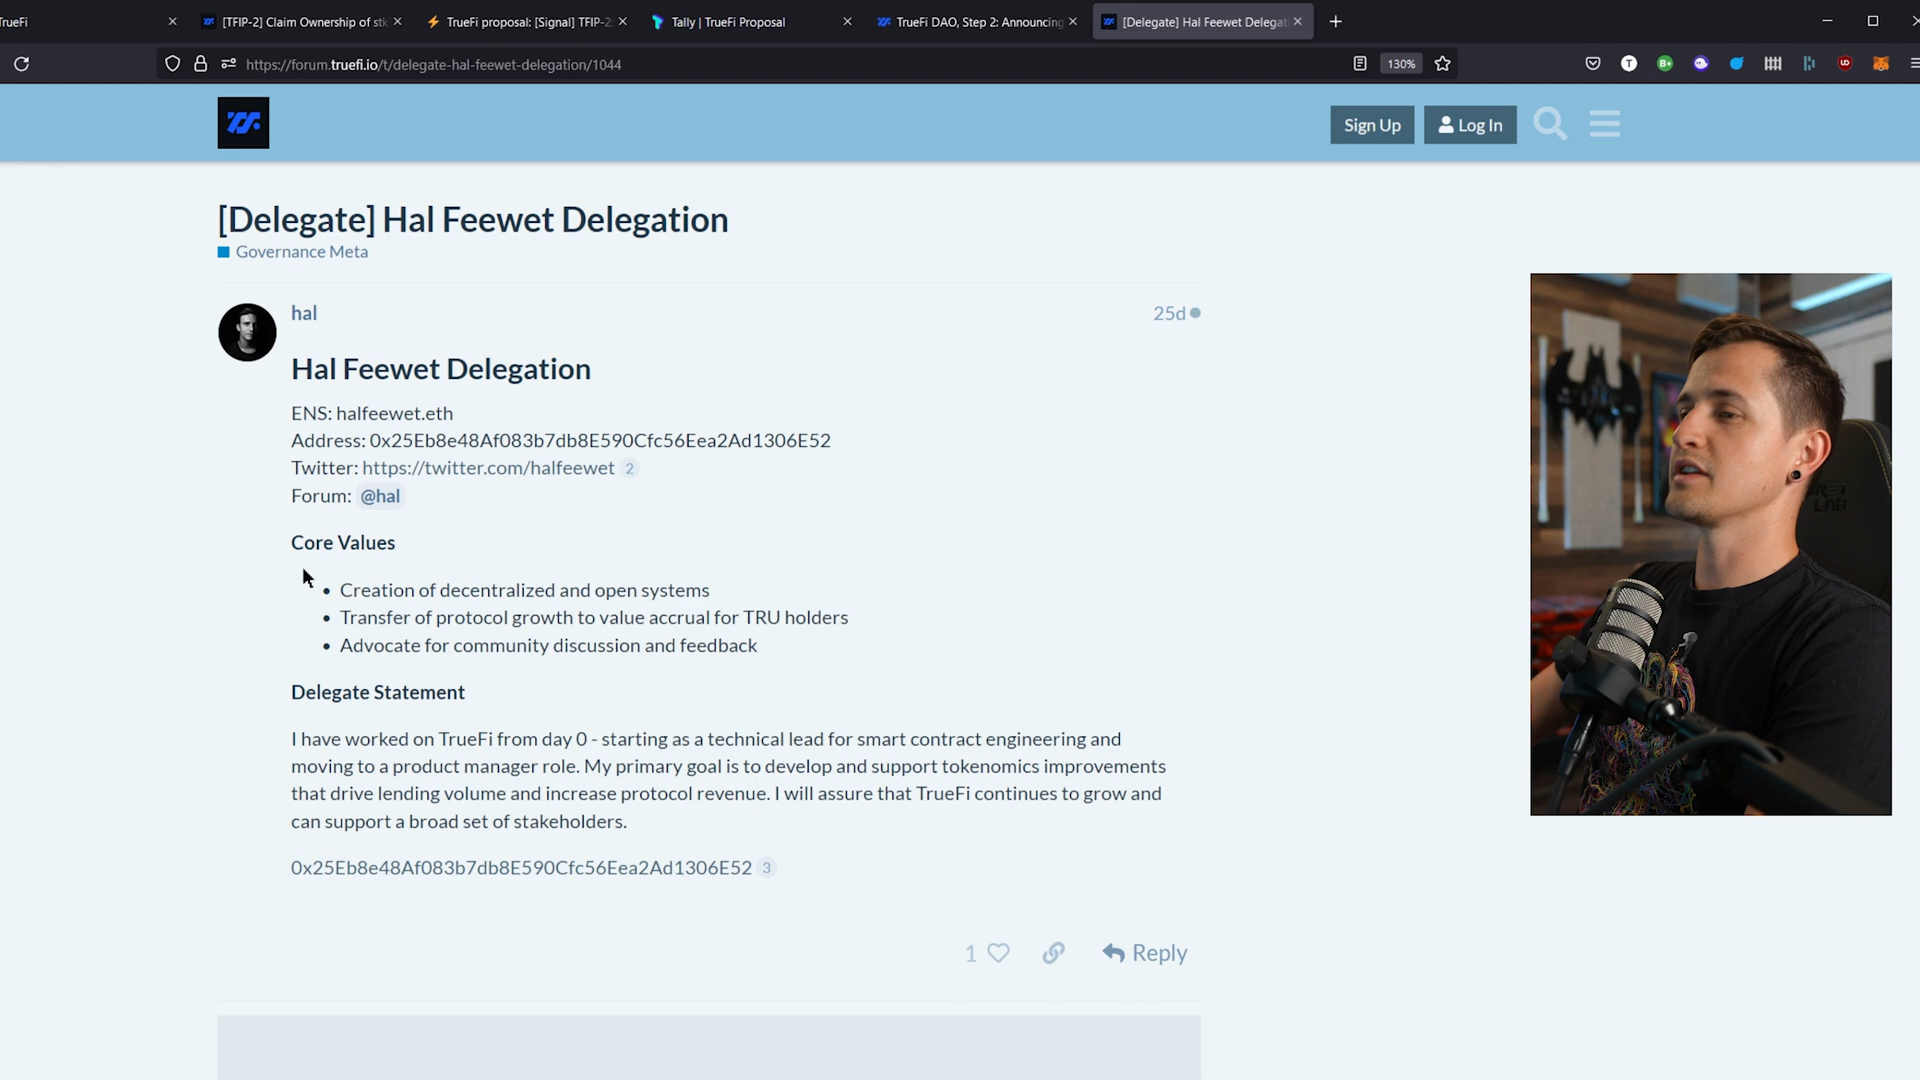 TrueFi
[TFIP-2] Claim Ownership of stk
TrueFi proposal: [Signal] TFIP-2:
Tally | TrueFi Proposal
TrueFi DAO, Step 2: Announcing
[Delegate] Hal Feewet Delegati
https://forum.truefi.io/t/delegate-hal-feewet-delegation/1044
130%
Sign Up
Log In
[Delegate] Hal Feewet Delegation
Governance Meta
hal
25d
Hal Feewet Delegation
ENS: halfeewet.eth
Address: 0x25Eb8e48Af083b7db8E590Cfc56Eea2Ad1306E52
Twitter: https://twitter.com/halfeewet 2
Forum: @hal
Core Values
• Creation of decentralized and open systems
• Transfer of protocol growth to value accrual for TRU holders
• Advocate for community discussion and feedback
Delegate Statement
I have worked on TrueFi from day 0 - starting as a technical lead for smart contract engineering and
moving to a product manager role. My primary goal is to develop and support tokenomics improvements
that drive lending volume and increase protocol revenue. I will assure that TrueFi continues to grow and
can support a broad set of stakeholders.
0x25Eb8e48Af083b7db8E590Cfc56Eea2Ad1306E52 3
1
Reply